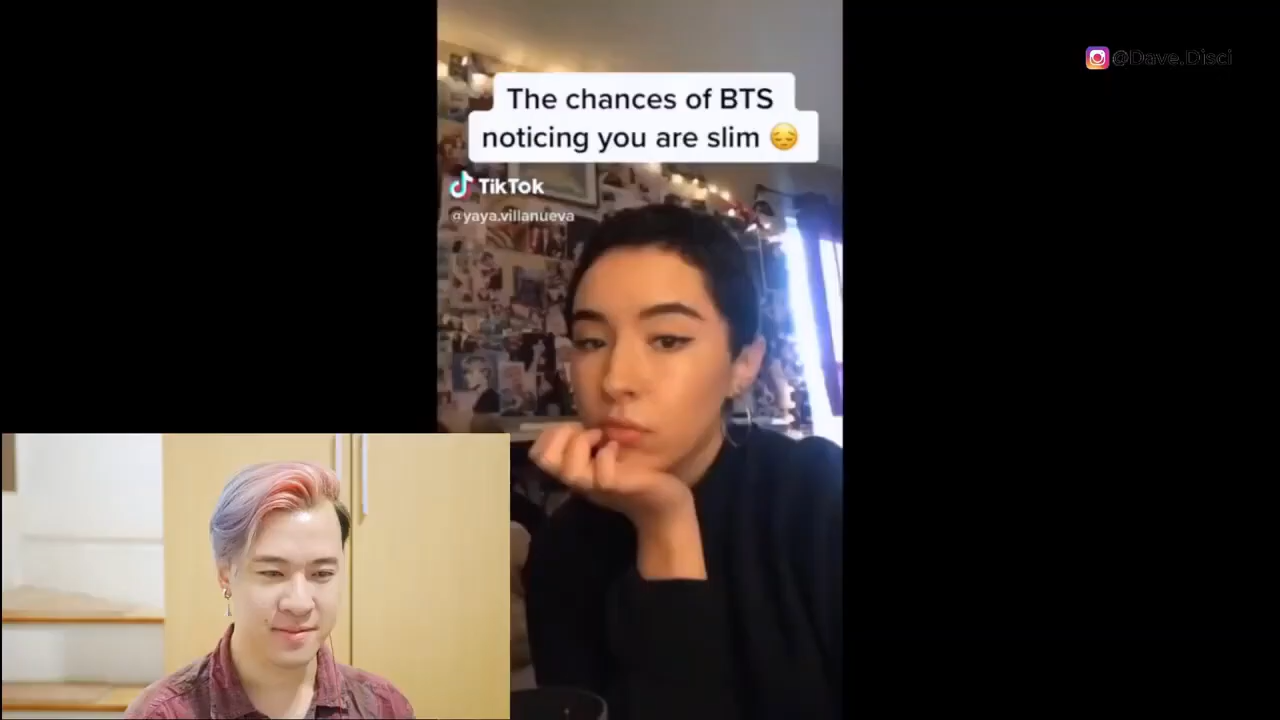 @Dave.Disci
The chances of BTS
noticing you are slim 😔
TikTok
@yaya.villanueva